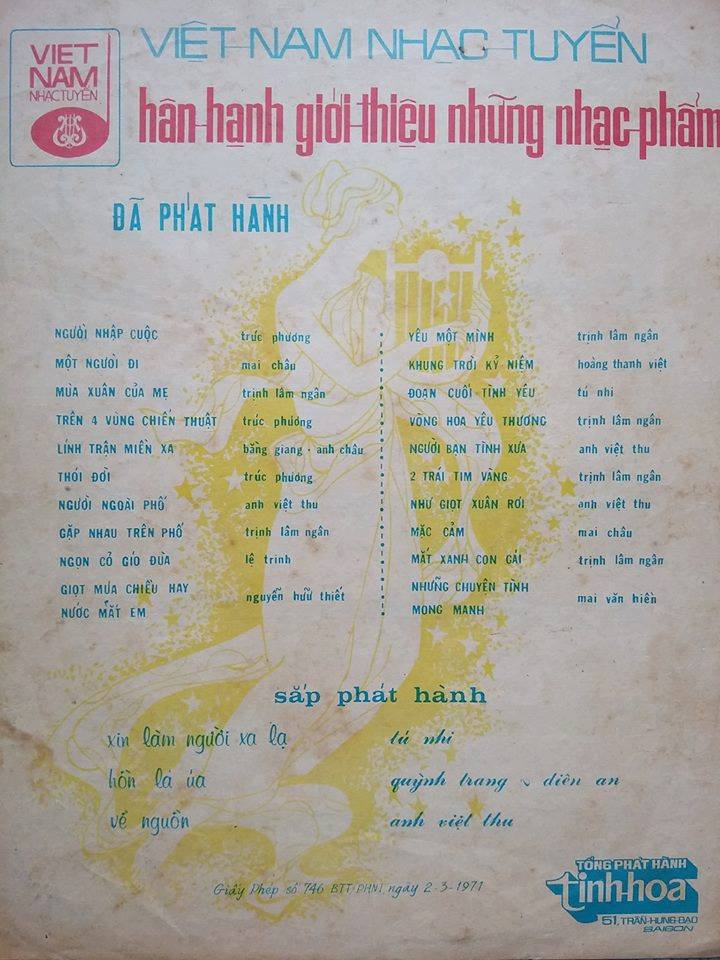 VIỆT NAM NHẠC TUYỂN
VIỆT-NAM NHẠC TUYỂN
hân-hạnh giới-thiệu những nhạc-phẩm
ĐÃ PHÁT HÀNH
NGƯỜI NHẬP CUỘC trúc phương
MỘT NGƯỜI ĐI mai châu
MÙA XUÂN CỦA MẸ trịnh lâm ngân
TRÊN 4 VÙNG CHIẾN THUẬT trúc phương
LÍNH TRẬN MIỀN XA bằng giang - anh châu
THÓI ĐỜI trúc phương
NGƯỜI NGOÀI PHỐ anh việt thu
GẶP NHAU TRÊN PHỐ trịnh lâm ngân
NGỌN CỎ GIÓ ĐÙA lê trinh
GIỌT MƯA CHIỀU HAY
NƯỚC MẮT EM nguyễn hữu thiết
YÊU MỘT MÌNH trịnh lâm ngân
KHUNG TRỜI KỶ NIỆM hoàng thanh việt
ĐOẠN CUỐI TÌNH YÊU tú nhi
VÒNG HOA YÊU THƯƠNG trịnh lâm ngân
NGƯỜI BẠN TÌNH XƯA anh việt thu
2 TRÁI TIM VÀNG trịnh lâm ngân
NHƯ GIỌT XUÂN RƠI anh việt thu
MẶC CẢM mai châu
MẮT XANH CON GÁI trịnh lâm ngân
NHỮNG CHUYỆN TÌNH
MONG MANH mai văn hiền
sắp phát hành
xin làm người xa lạ tú nhi
hồn lá úa quỳnh trang ~ diên an
về nguồn anh việt thu
Giấy Phép số 746 BTT/PHNT ngày 2-3-1971
TỔNG PHÁT HÀNH
tinh-hoa
51, TRẦN-HƯNG-ĐẠO
SAIGON